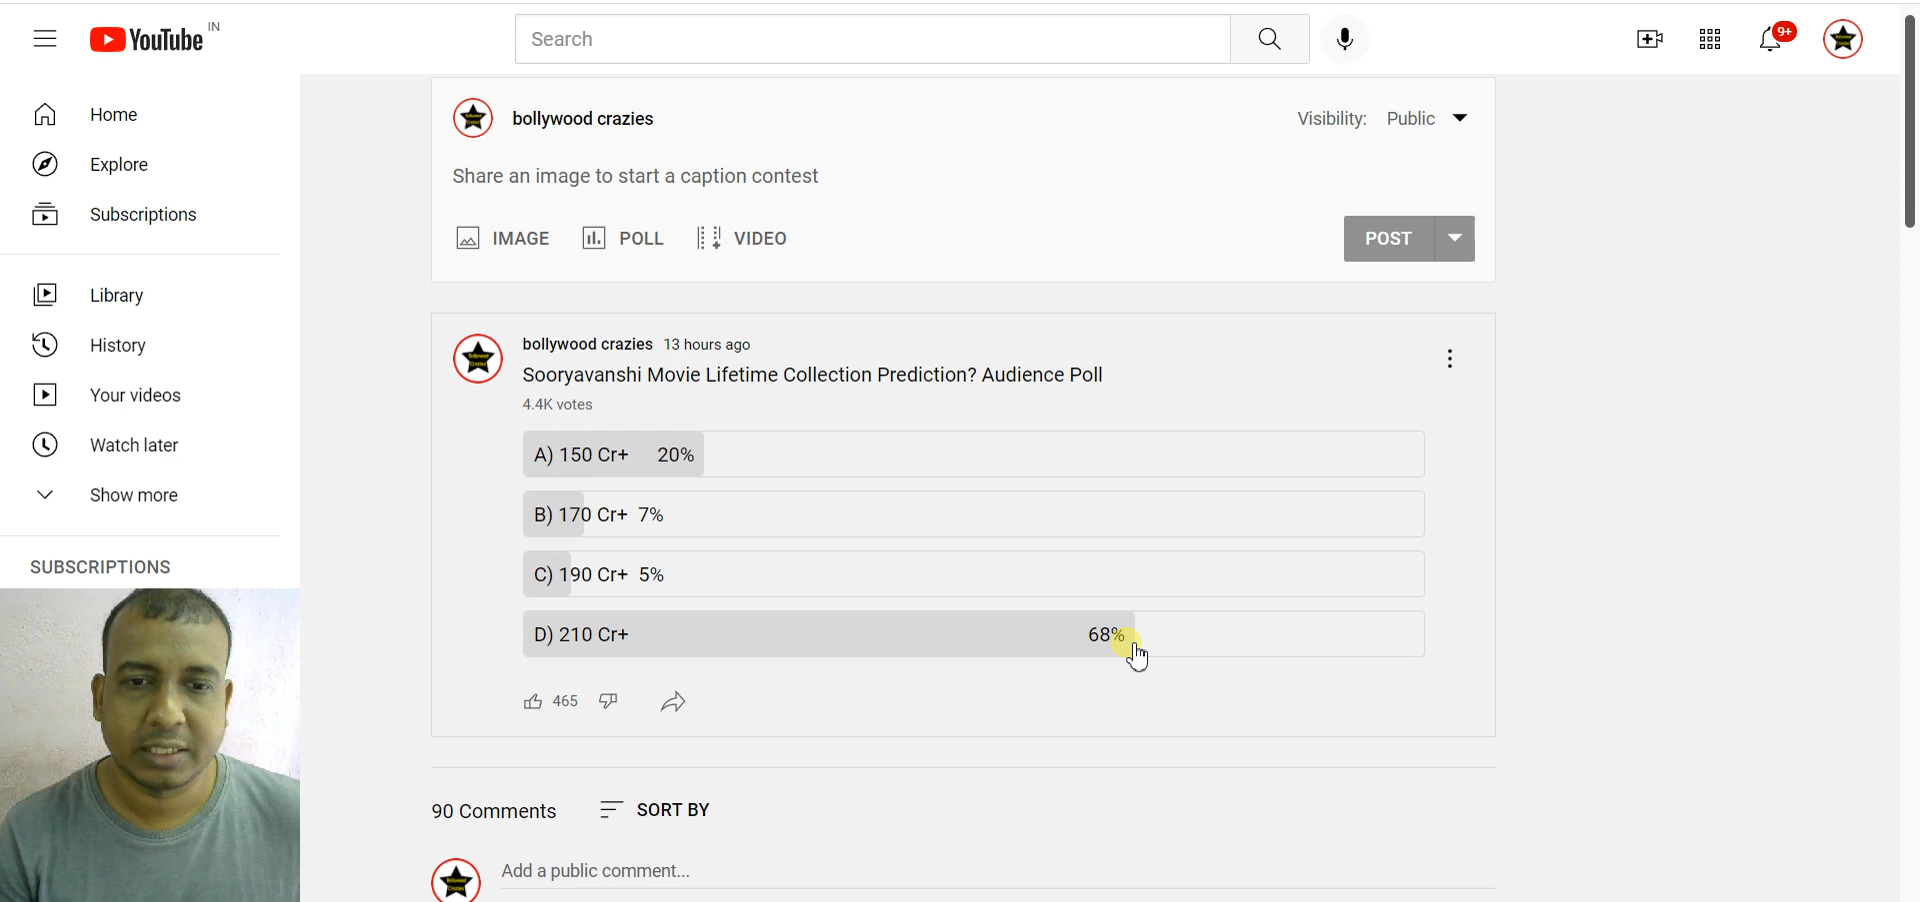 YouTube IN
Search
9+
Home
Explore
Subscriptions
Library
History
Your videos
Watch later
Show more
SUBSCRIPTIONS
bollywood crazies
Visibility: Public
Share an image to start a caption contest
IMAGE POLL VIDEO
POST
bollywood crazies 13 hours ago
Sooryavanshi Movie Lifetime Collection Prediction? Audience Poll
4.4K votes
A) 150 Cr+ 20%
B) 170 Cr+ 7%
C) 190 Cr+ 5%
D) 210 Cr+ 68%
465
90 Comments SORT BY
Add a public comment...